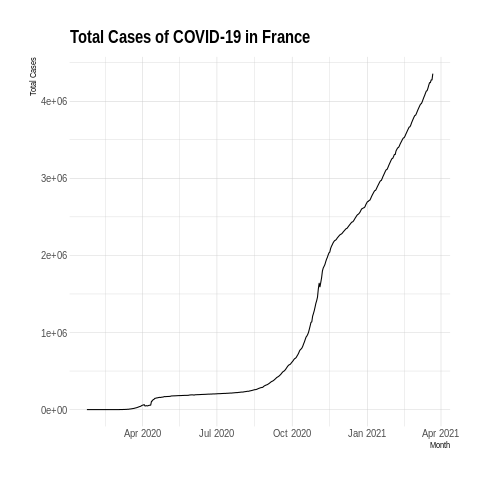 Total Cases of COVID-19 in France
Total Cases
4e+06
3e+06
2e+06
1e+06
0e+00
Apr 2020 Jul 2020 Oct 2020 Jan 2021 Apr 2021
Month